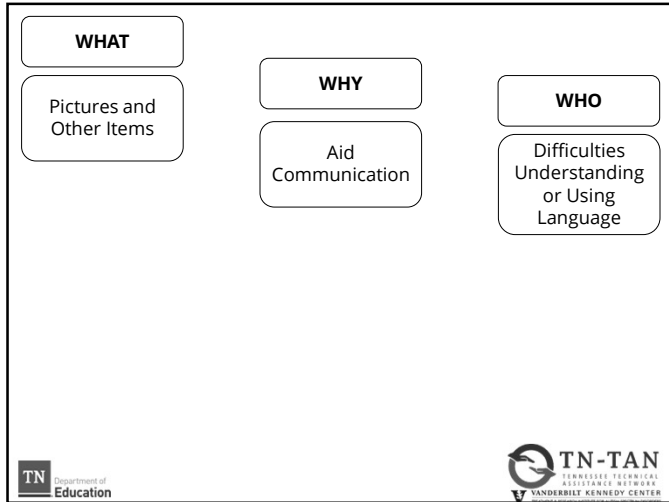 WHAT
Pictures and
Other Items
WHY
Aid
Communication
WHO
Difficulties
Understanding
or Using
Language
TN
Department of
Education
TN-TAN
TENNESSEE TECHNICAL
ASSISTANCE NETWORK
VANDERBILT KENNEDY CENTER